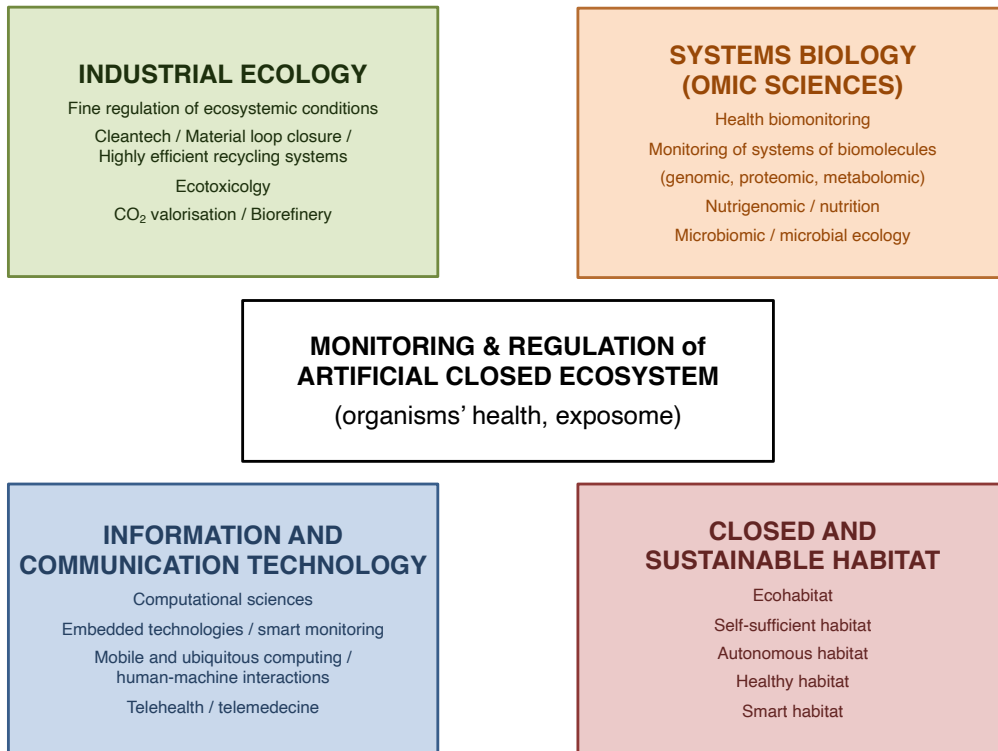 INDUSTRIAL ECOLOGY
Fine regulation of ecosystemic conditions
Cleantech / Material loop closure /
Highly efficient recycling systems
Ecotoxicolgy
CO₂ valorisation / Biorefinery
SYSTEMS BIOLOGY
(OMIC SCIENCES)
Health biomonitoring
Monitoring of systems of biomolecules
(genomic, proteomic, metabolomic)
Nutrigenomic / nutrition
Microbiomic / microbial ecology
MONITORING & REGULATION of
ARTIFICIAL CLOSED ECOSYSTEM
(organisms’ health, exposome)
INFORMATION AND
COMMUNICATION TECHNOLOGY
Computational sciences
Embedded technologies / smart monitoring
Mobile and ubiquitous computing /
human-machine interactions
Telehealth / telemedecine
CLOSED AND
SUSTAINABLE HABITAT
Ecohabitat
Self-sufficient habitat
Autonomous habitat
Healthy habitat
Smart habitat